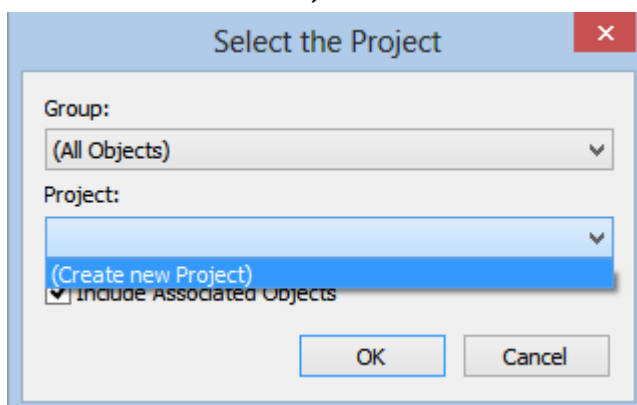 Select the Project
Group:
(All Objects)
Project:
(Create new Project)
Include Associated Objects
OK Cancel